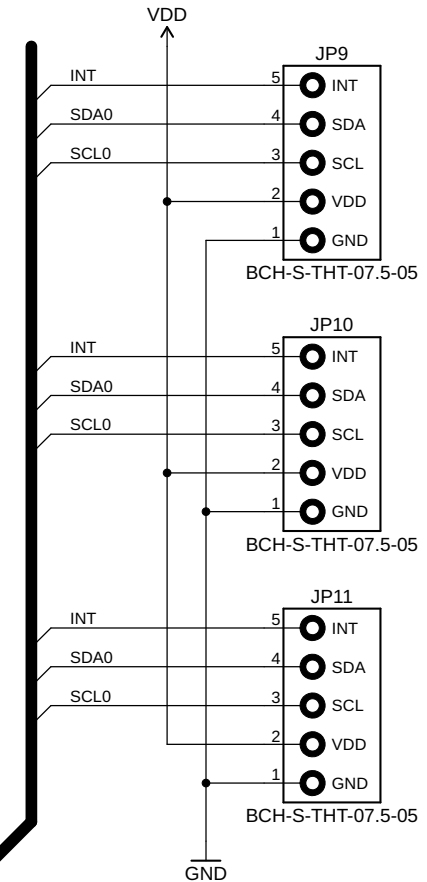 VDD
JP9
INT 5 INT
SDA0 4 SDA
SCL0 3 SCL
2 VDD
1 GND
BCH-S-THT-07.5-05
JP10
INT 5 INT
SDA0 4 SDA
SCL0 3 SCL
2 VDD
1 GND
BCH-S-THT-07.5-05
JP11
INT 5 INT
SDA0 4 SDA
SCL0 3 SCL
2 VDD
1 GND
BCH-S-THT-07.5-05
GND